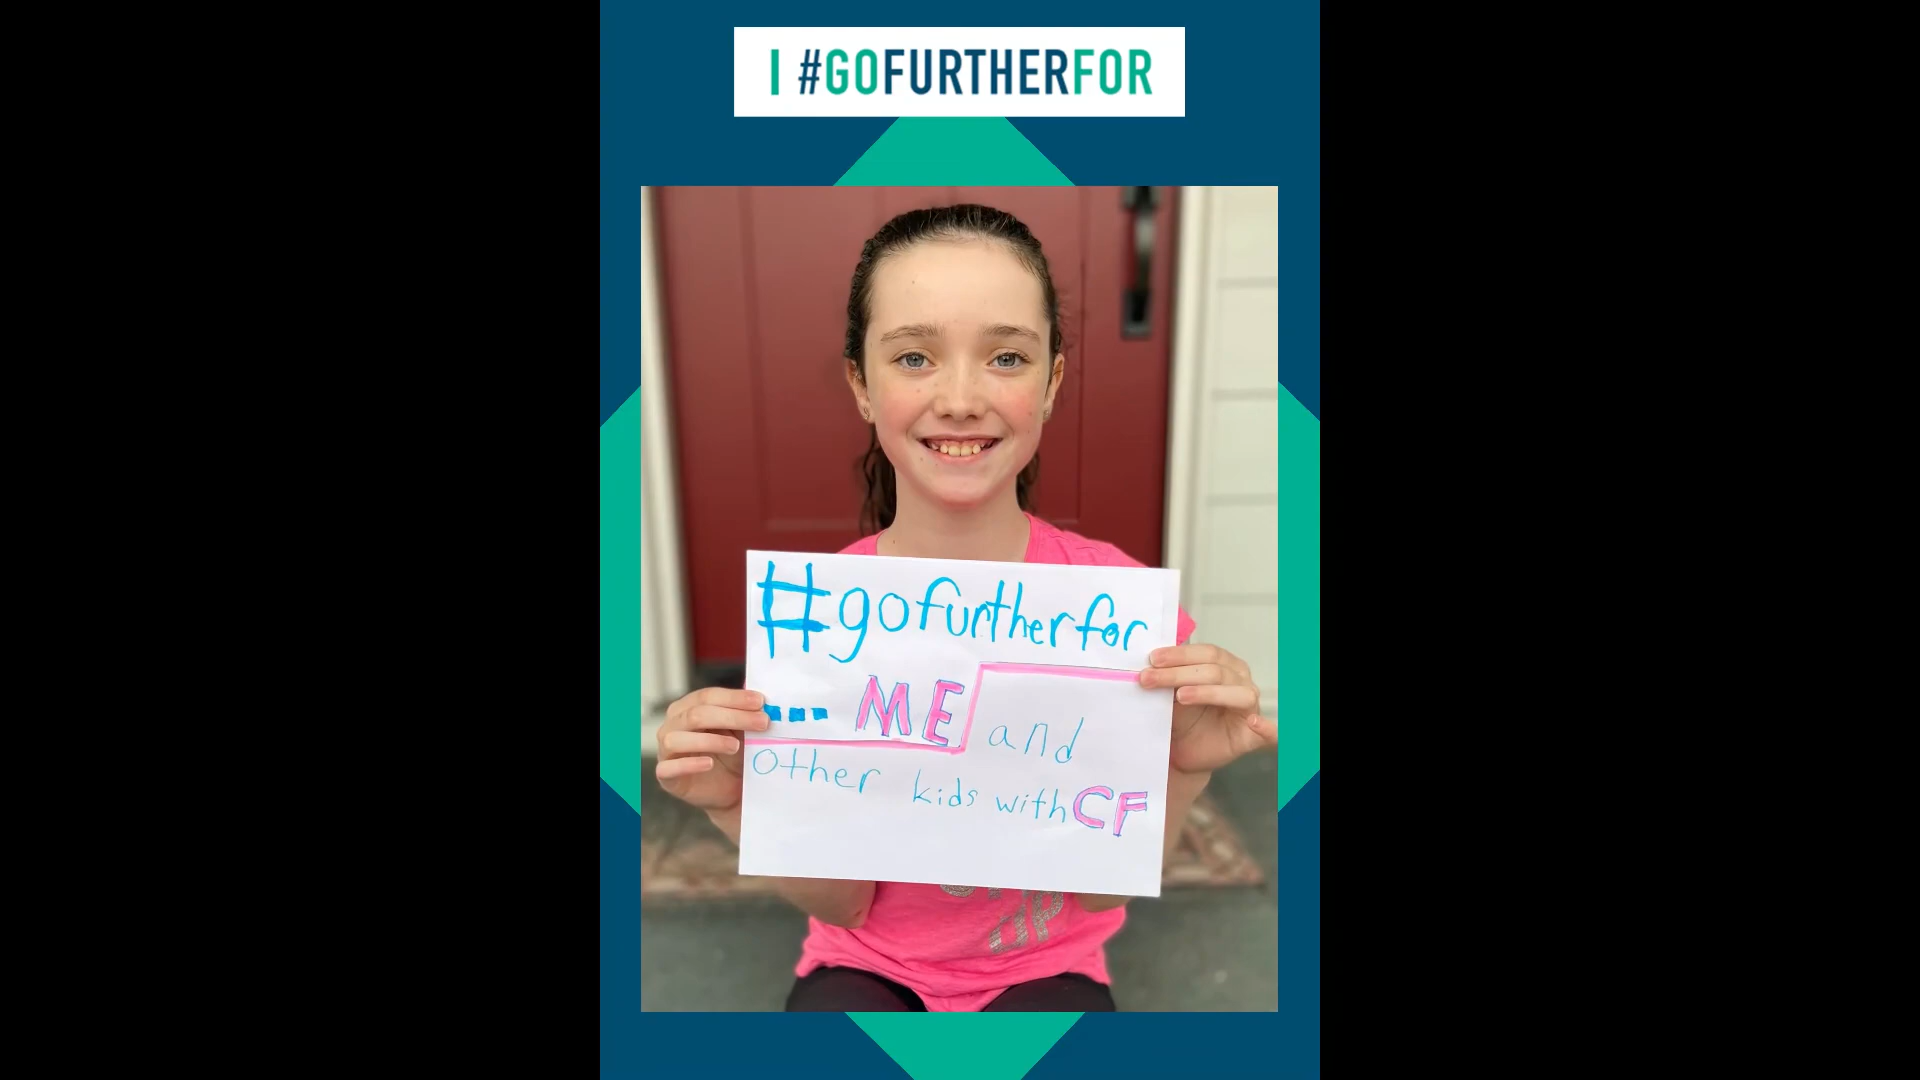 I #GOFURTHERFOR
#gofurtherfor
... ME and
other kids with CF